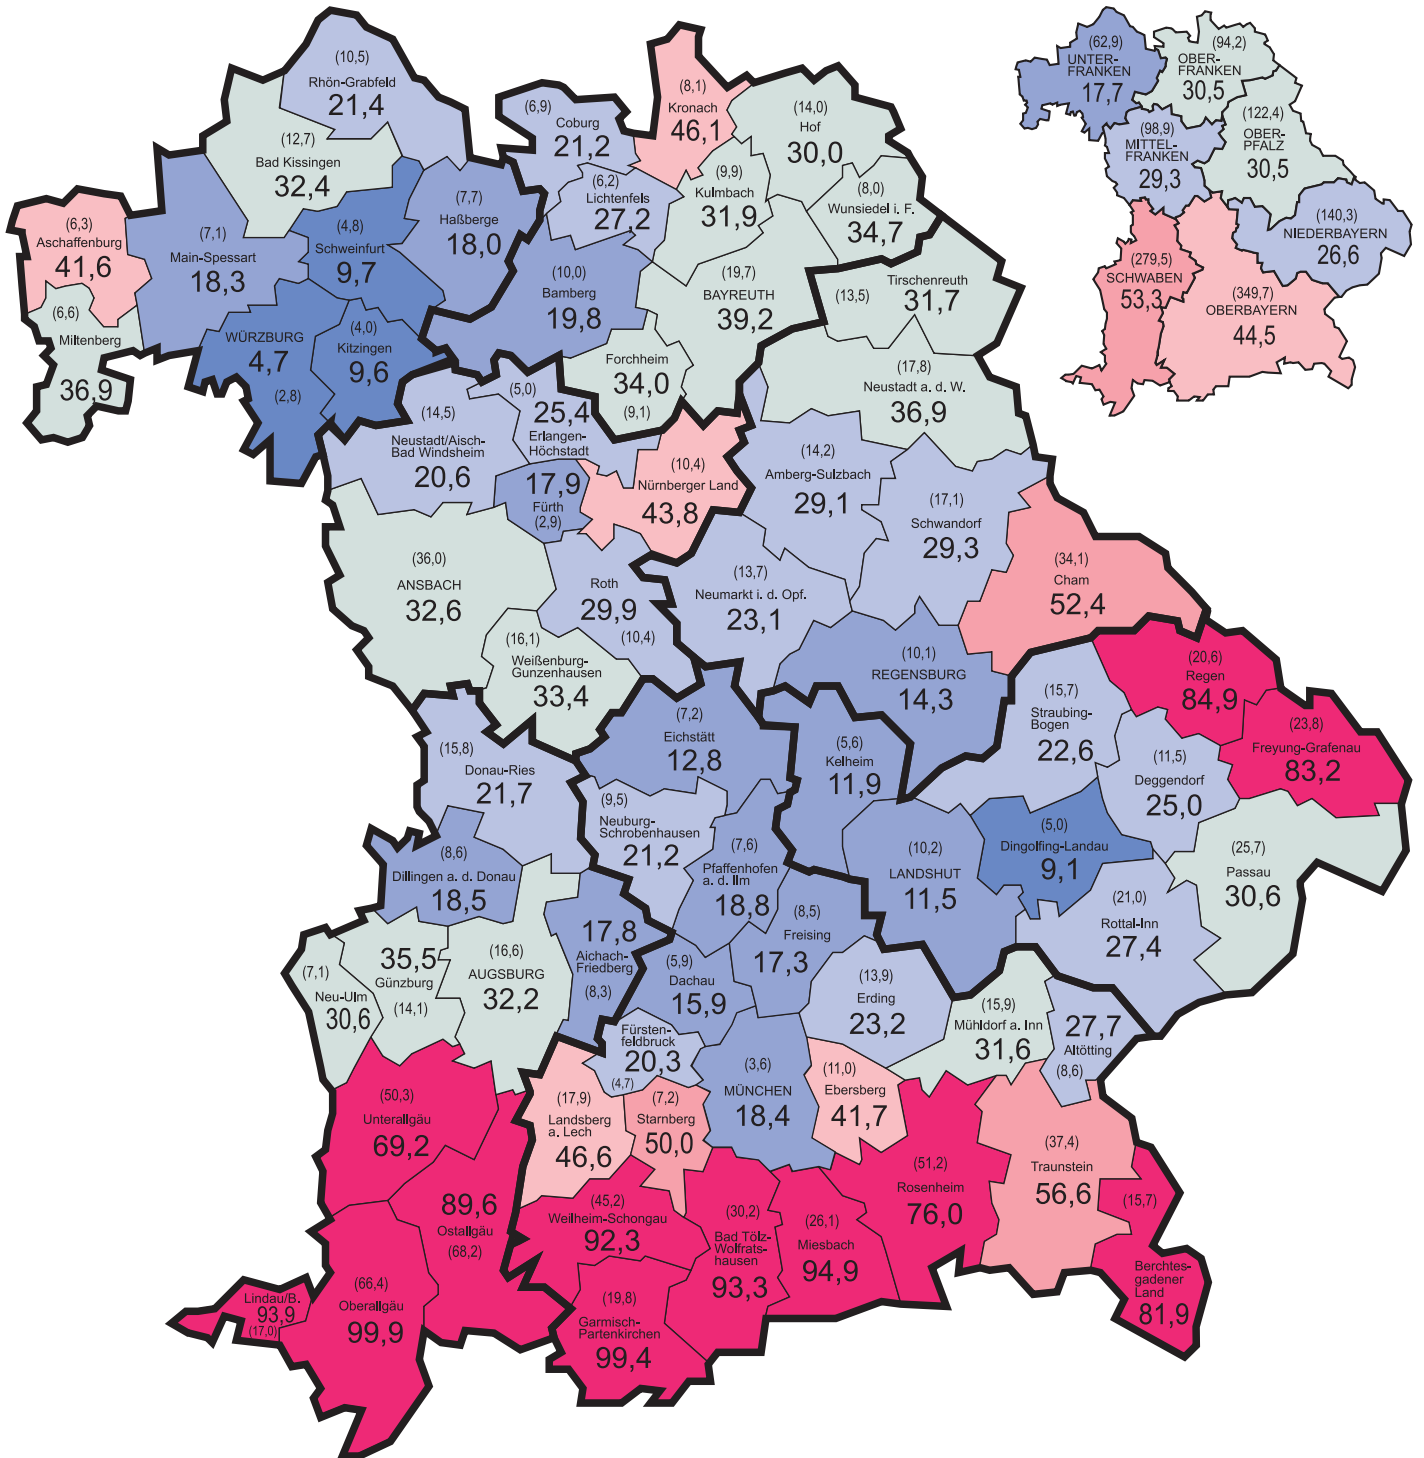 (10,5)
Rhön-Grabfeld
21,4
(12,7)
Bad Kissingen
32,4
(6,3)
Aschaffenburg
41,6
(6,6)
Miltenberg
36,9
(7,1)
Main-Spessart
18,3
(4,8)
Schweinfurt
9,7
(7,7)
Haßberge
18,0
WÜRZBURG
4,7
(2,8)
(4,0)
Kitzingen
9,6
(6,9)
Coburg
21,2
(8,1)
Kronach
46,1
(14,0)
Hof
30,0
(6,2)
Lichtenfels
27,2
(9,9)
Kulmbach
31,9
(8,0)
Wunsiedel i. F.
34,7
(10,0)
Bamberg
19,8
(19,7)
BAYREUTH
39,2
Forchheim
34,0
(9,1)
Tirschenreuth
(13,5)
31,7
(17,8)
Neustadt a. d. W.
36,9
(14,5)
Neustadt/Aisch-
Bad Windsheim
20,6
(5,0)
25,4
Erlangen-
Höchstadt
17,9
Fürth
(2,9)
(10,4)
Nürnberger Land
43,8
(14,2)
Amberg-Sulzbach
29,1
(17,1)
Schwandorf
29,3
(34,1)
Cham
52,4
(36,0)
ANSBACH
32,6
Roth
29,9
(10,4)
(13,7)
Neumarkt i. d. Opf.
23,1
(16,1)
Weißenburg-
Gunzenhausen
33,4
(10,1)
REGENSBURG
14,3
(20,6)
Regen
84,9
(23,8)
Freyung-Grafenau
83,2
(15,7)
Straubing-
Bogen
22,6
(11,5)
Deggendorf
25,0
(7,2)
Eichstätt
12,8
(5,6)
Kelheim
11,9
(15,8)
Donau-Ries
21,7
(9,5)
Neuburg-
Schrobenhausen
21,2
(7,6)
Pfaffenhofen
a. d. Ilm
18,8
(10,2)
LANDSHUT
11,5
(5,0)
Dingolfing-Landau
9,1
(25,7)
Passau
30,6
(21,0)
Rottal-Inn
27,4
(8,6)
Dillingen a. d. Donau
18,5
17,8
Aichach-
Friedberg
(8,3)
(8,5)
Freising
17,3
(7,1)
Neu-Ulm
30,6
35,5
Günzburg
(14,1)
(16,6)
AUGSBURG
32,2
(5,9)
Dachau
15,9
(13,9)
Erding
23,2
(15,9)
Mühldorf a. Inn
31,6
27,7
Altötting
(8,6)
Fürsten-
feldbruck
20,3
(4,7)
(3,6)
MÜNCHEN
18,4
(11,0)
Ebersberg
41,7
(50,3)
Unterallgäu
69,2
(17,9)
Landsberg
a. Lech
46,6
(7,2)
Starnberg
50,0
(51,2)
Rosenheim
76,0
(37,4)
Traunstein
56,6
(15,7)
Berchtes-
gadener
Land
81,9
89,6
Ostallgäu
(68,2)
(45,2)
Weilheim-Schongau
92,3
(30,2)
Bad Tölz-
Wolfrats-
hausen
93,3
(26,1)
Miesbach
94,9
Lindau/B.
93,9
(17,0)
(66,4)
Oberallgäu
99,9
(19,8)
Garmisch-
Partenkirchen
99,4
(62,9)
UNTER-
FRANKEN
17,7
(94,2)
OBER-
FRANKEN
30,5
(98,9)
MITTEL-
FRANKEN
29,3
(122,4)
OBER-
PFALZ
30,5
(140,3)
NIEDERBAYERN
26,6
(279,5)
SCHWABEN
53,3
(349,7)
OBERBAYERN
44,5